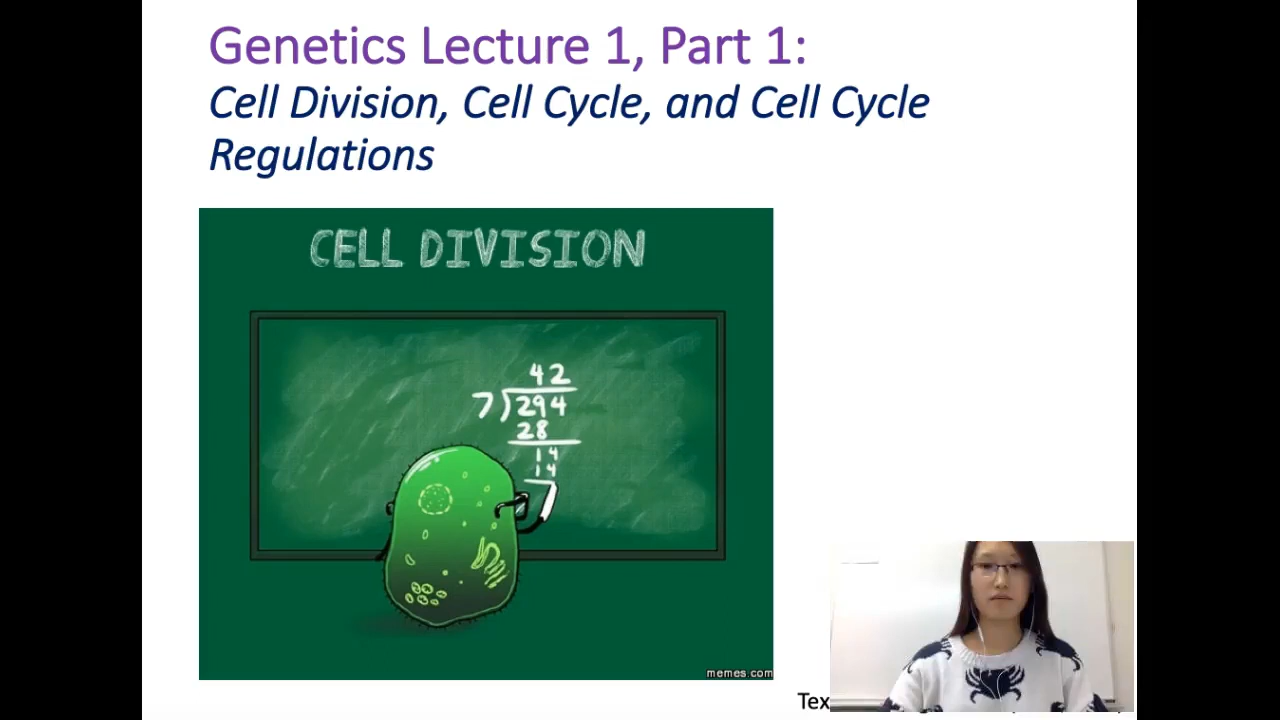 Genetics Lecture 1, Part 1:
Cell Division, Cell Cycle, and Cell Cycle
Regulations
CELL DIVISION
42
7)294
28
14
14
memes.com
Tex